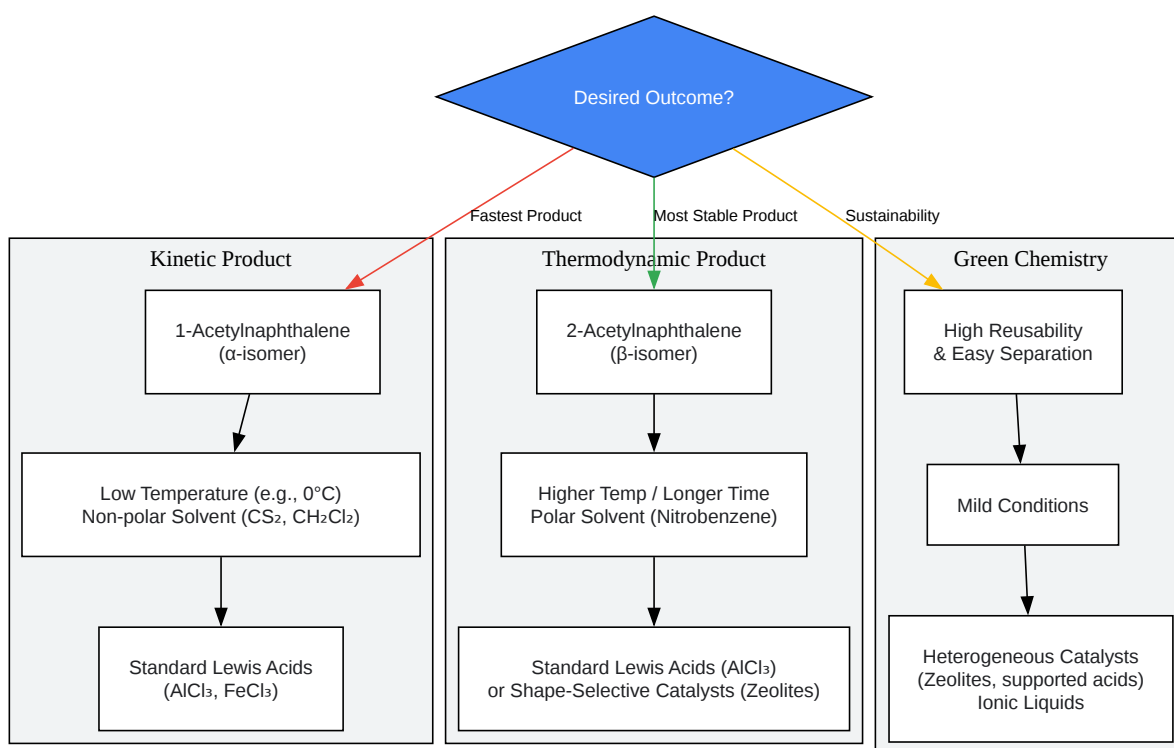 Desired Outcome?
Fastest Product
Most Stable Product
Sustainability
Kinetic Product
1-Acetylnaphthalene
(α-isomer)
Low Temperature (e.g., 0°C)
Non-polar Solvent (CS₂, CH₂Cl₂)
Standard Lewis Acids
(AlCl₃, FeCl₃)
Thermodynamic Product
2-Acetylnaphthalene
(β-isomer)
Higher Temp / Longer Time
Polar Solvent (Nitrobenzene)
Standard Lewis Acids (AlCl₃)
or Shape-Selective Catalysts (Zeolites)
Green Chemistry
High Reusability
& Easy Separation
Mild Conditions
Heterogeneous Catalysts
(Zeolites, supported acids)
Ionic Liquids